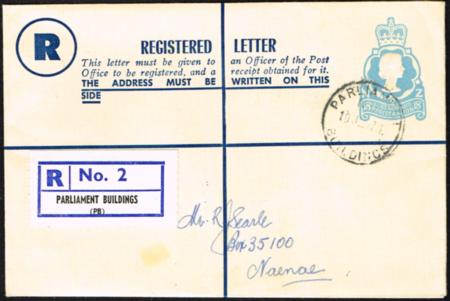 R
REGISTERED LETTER
This letter must be given to an Officer of the Post
Office to be registered, and a receipt obtained for it.
THE ADDRESS MUST BE WRITTEN ON THIS
SIDE
PARLIAM
BUILDINGS
R No. 2
PARLIAMENT BUILDINGS
(PB)
Mr. R. Searle
Box 35100
Naenae